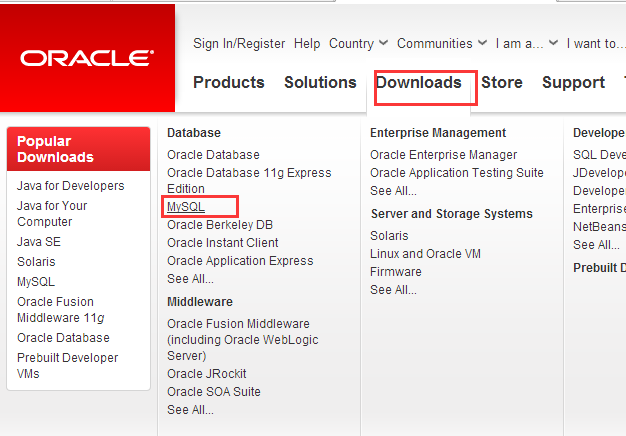 ORACLE
Sign In/Register Help Country Communities I am a... I want to...
Products Solutions Downloads Store Support
Popular
Downloads
Java for Developers
Java for Your
Computer
Java SE
Solaris
MySQL
Oracle Fusion
Middleware 11g
Oracle Database
Prebuilt Developer
VMs
Database
Oracle Database
Oracle Database 11g Express
Edition
MySQL
Oracle Berkeley DB
Oracle Instant Client
Oracle Application Express
See All...
Middleware
Oracle Fusion Middleware
(including Oracle WebLogic
Server)
Oracle JRockit
Oracle SOA Suite
See All...
Enterprise Management
Oracle Enterprise Manager
Oracle Application Testing Suite
See All...
Server and Storage Systems
Solaris
Linux and Oracle VM
Firmware
See All...
Develope
SQL Deve
JDevelope
Develope
Enterprise
NetBeans
See All...
Prebuilt D